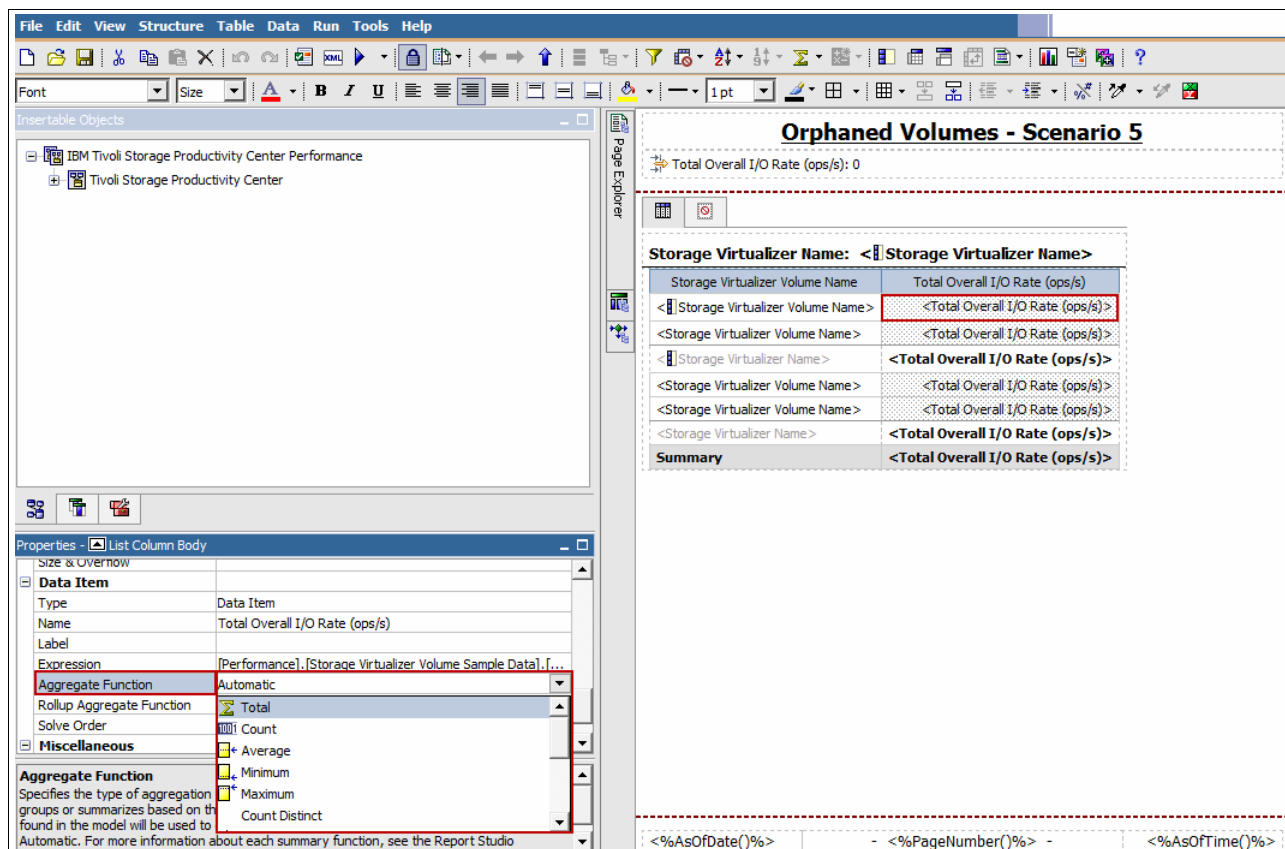 File Edit View Structure Table Data Run Tools Help
Font Size 1 pt
Insertable Objects
IBM Tivoli Storage Productivity Center Performance
Tivoli Storage Productivity Center
Page Explorer
Orphaned Volumes - Scenario 5
Total Overall I/O Rate (ops/s): 0
Storage Virtualizer Name: <Storage Virtualizer Name>
Storage Virtualizer Volume Name Total Overall I/O Rate (ops/s)
<Storage Virtualizer Volume Name> <Total Overall I/O Rate (ops/s)>
<Storage Virtualizer Volume Name> <Total Overall I/O Rate (ops/s)>
<Storage Virtualizer Name> <Total Overall I/O Rate (ops/s)>
<Storage Virtualizer Volume Name> <Total Overall I/O Rate (ops/s)>
<Storage Virtualizer Volume Name> <Total Overall I/O Rate (ops/s)>
<Storage Virtualizer Name> <Total Overall I/O Rate (ops/s)>
Summary <Total Overall I/O Rate (ops/s)>
Properties - List Column Body
Size & Overflow
Data Item
Type Data Item
Name Total Overall I/O Rate (ops/s)
Label
Expression [Performance].[Storage Virtualizer Volume Sample Data].[...
Aggregate Function Automatic
Rollup Aggregate Function
Solve Order
Miscellaneous
Total
Count
Average
Minimum
Maximum
Count Distinct
Aggregate Function
Specifies the type of aggregation
groups or summarizes based on th
found in the model will be used to
Automatic. For more information about each summary function, see the Report Studio
<%AsOfDate()%> - <%PageNumber()%> - <%AsOfTime()%>